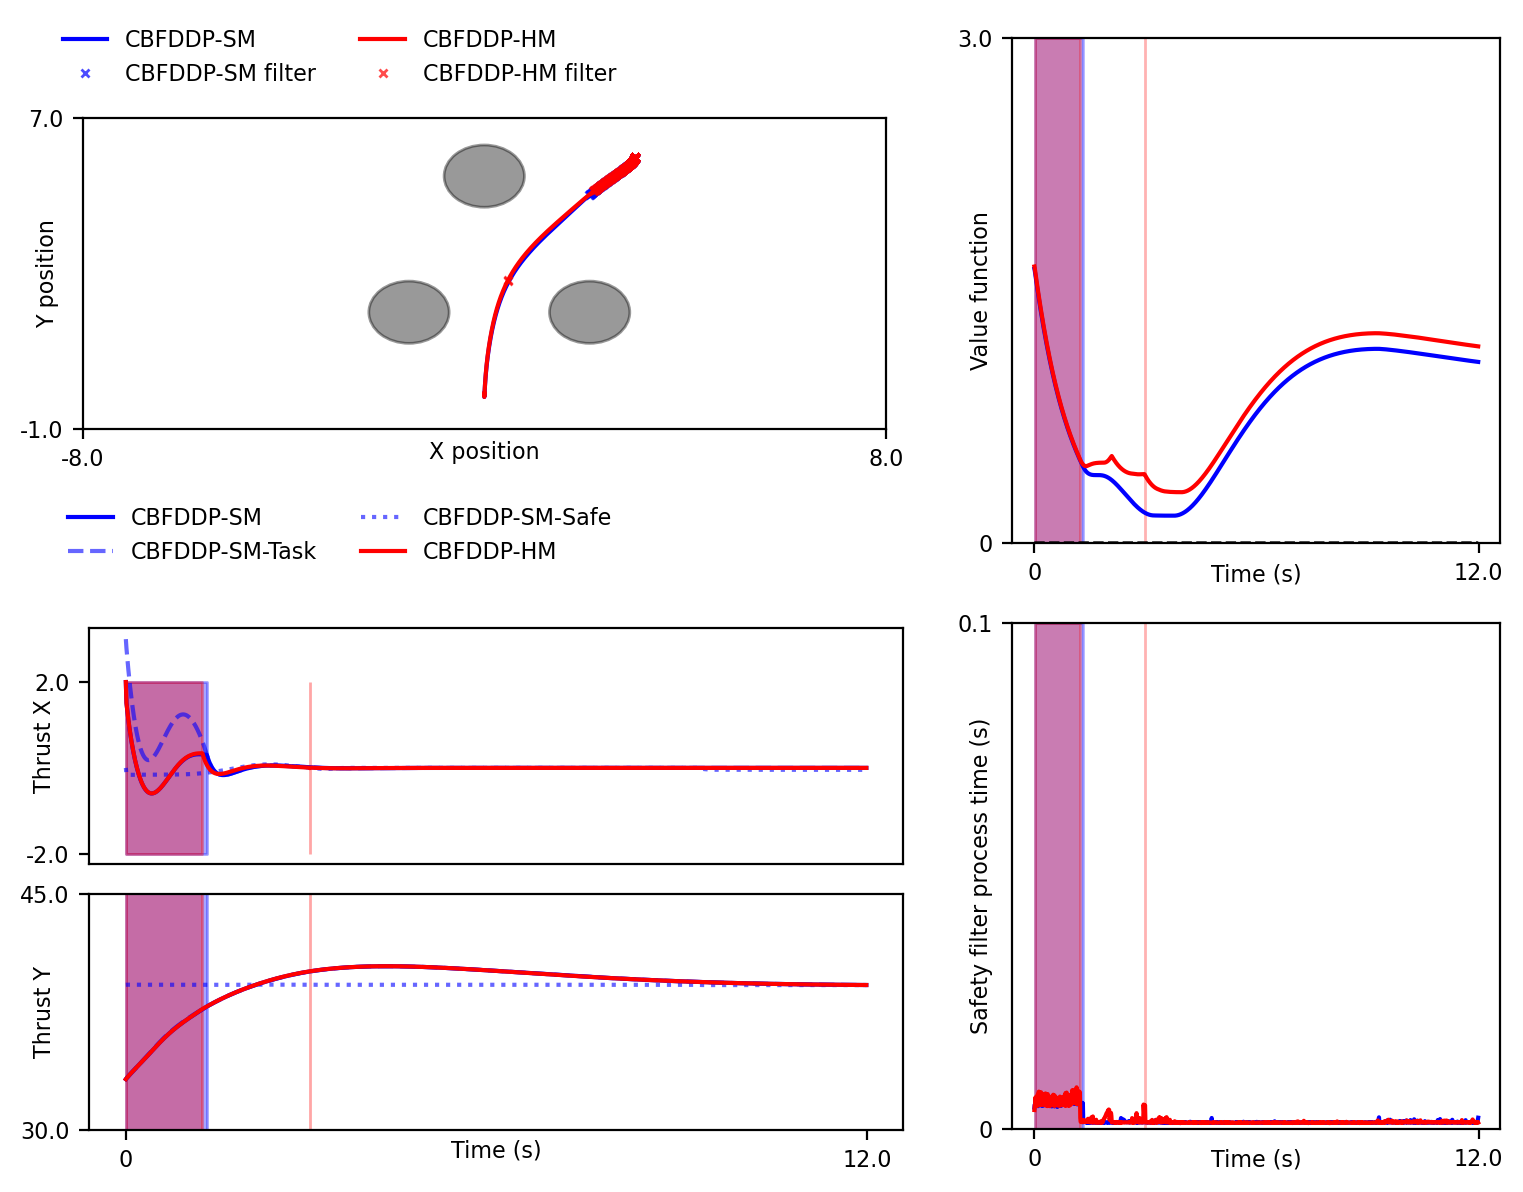 CBFDDP-SM
CBFDDP-SM filter
CBFDDP-HM
CBFDDP-HM filter
7.0
-1.0
Y position
-8.0
X position
8.0
CBFDDP-SM
CBFDDP-SM-Task
CBFDDP-SM-Safe
CBFDDP-HM
2.0
-2.0
Thrust X
45.0
30.0
Thrust Y
0
Time (s)
12.0
3.0
0
Value function
0
Time (s)
12.0
0.1
0
Safety filter process time (s)
0
Time (s)
12.0